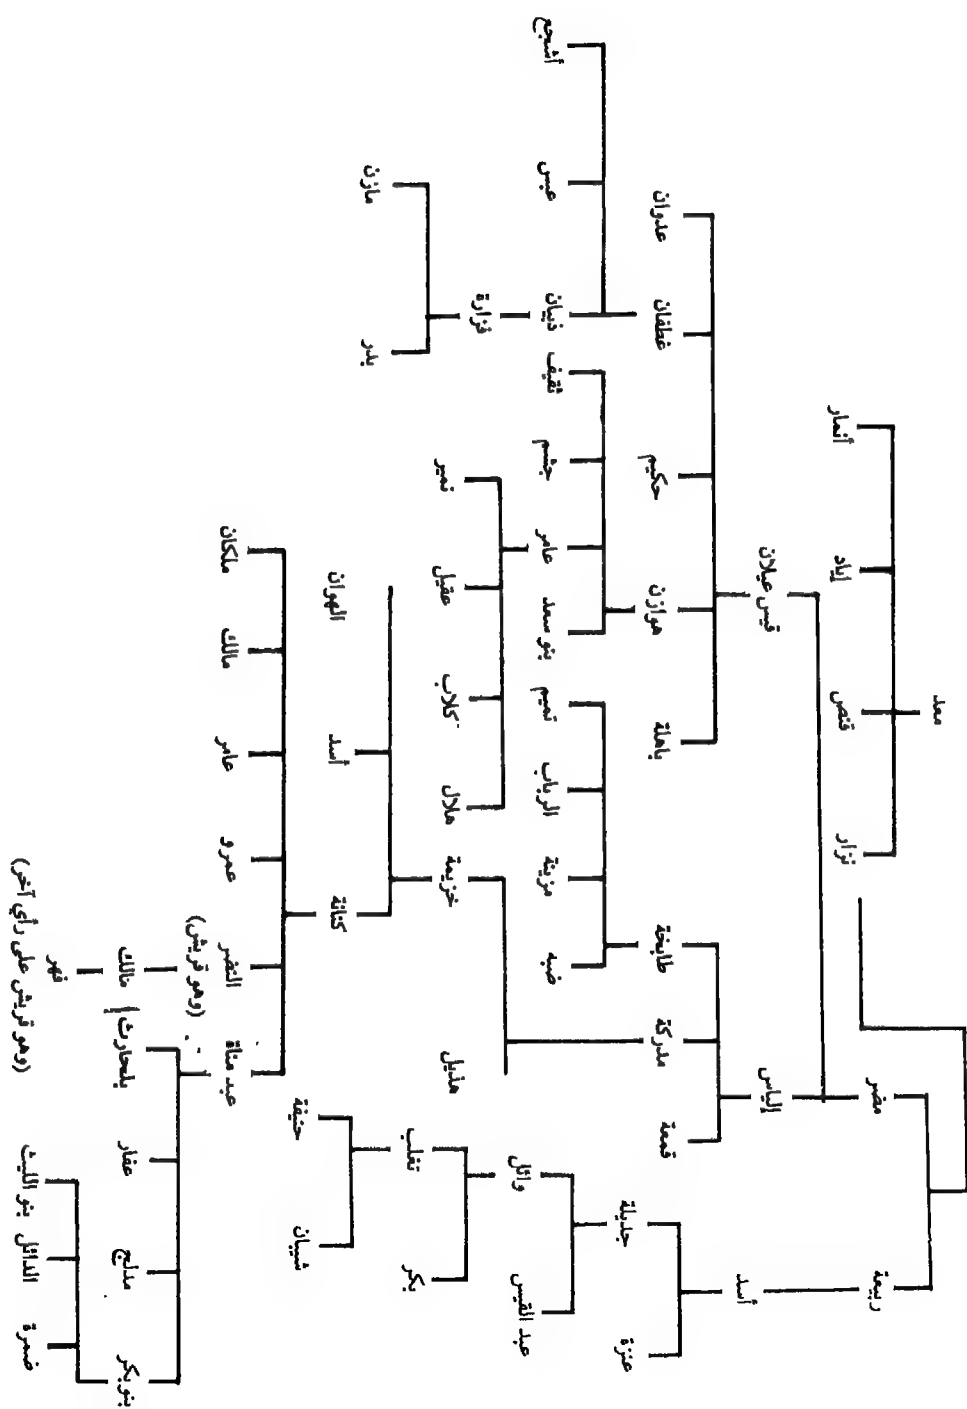 معد
أنمار
إياد
قنص
نزار
مضر
ربيعة
قيس عيلان
إلياس
أسد
عدوان
غطفان
حكيم
هوازن
باهلة
طابخة
مدركة
قمعة
جديلة
عنزة
أشجع
عبس
ذبيان
ثقيف
جشم
عامر
بنو سعد
تميم
الرباب
مزينة
ضبه
وائل
عبد القيس
فزارة
نمير
عقيل
كلاب
هلال
خزيمة
هذيل
تغلب
بكر
مازن
بدر
الهوان
أسد
كنانة
حنيفة
شيبان
ملكان
مالك
عامر
عمرو
النضر
(وهو قريش)
عبد مناة
مالك
بلحارث
غفار
مدلج
بنو بكر
فهر
(وهو قريش على رأي آخر)
بنو الليث
الدائل
ضمرة